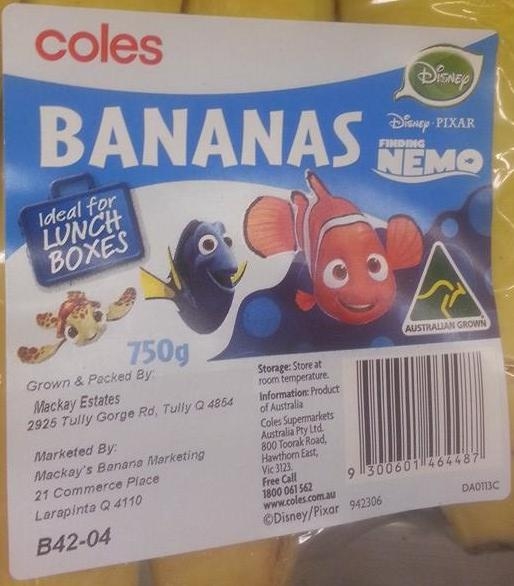 coles
Disney
BANANAS
Disney · PIXAR
FINDING
NEMO
Ideal for
LUNCH
BOXES
AUSTRALIAN GROWN
750g
Grown & Packed By:
Mackay Estates
2925 Tully Gorge Rd, Tully Q 4854
Marketed By:
Mackay's Banana Marketing
21 Commerce Place
Larapinta Q 4110
B42-04
Storage: Store at
room temperature.
Information: Product
of Australia
Coles Supermarkets
Australia Pty Ltd.
800 Toorak Road,
Hawthorn East,
Vic 3123.
Free Call
1800 061 562
www.coles.com.au
©Disney/Pixar 942306
9 300601 464487
DA0113C